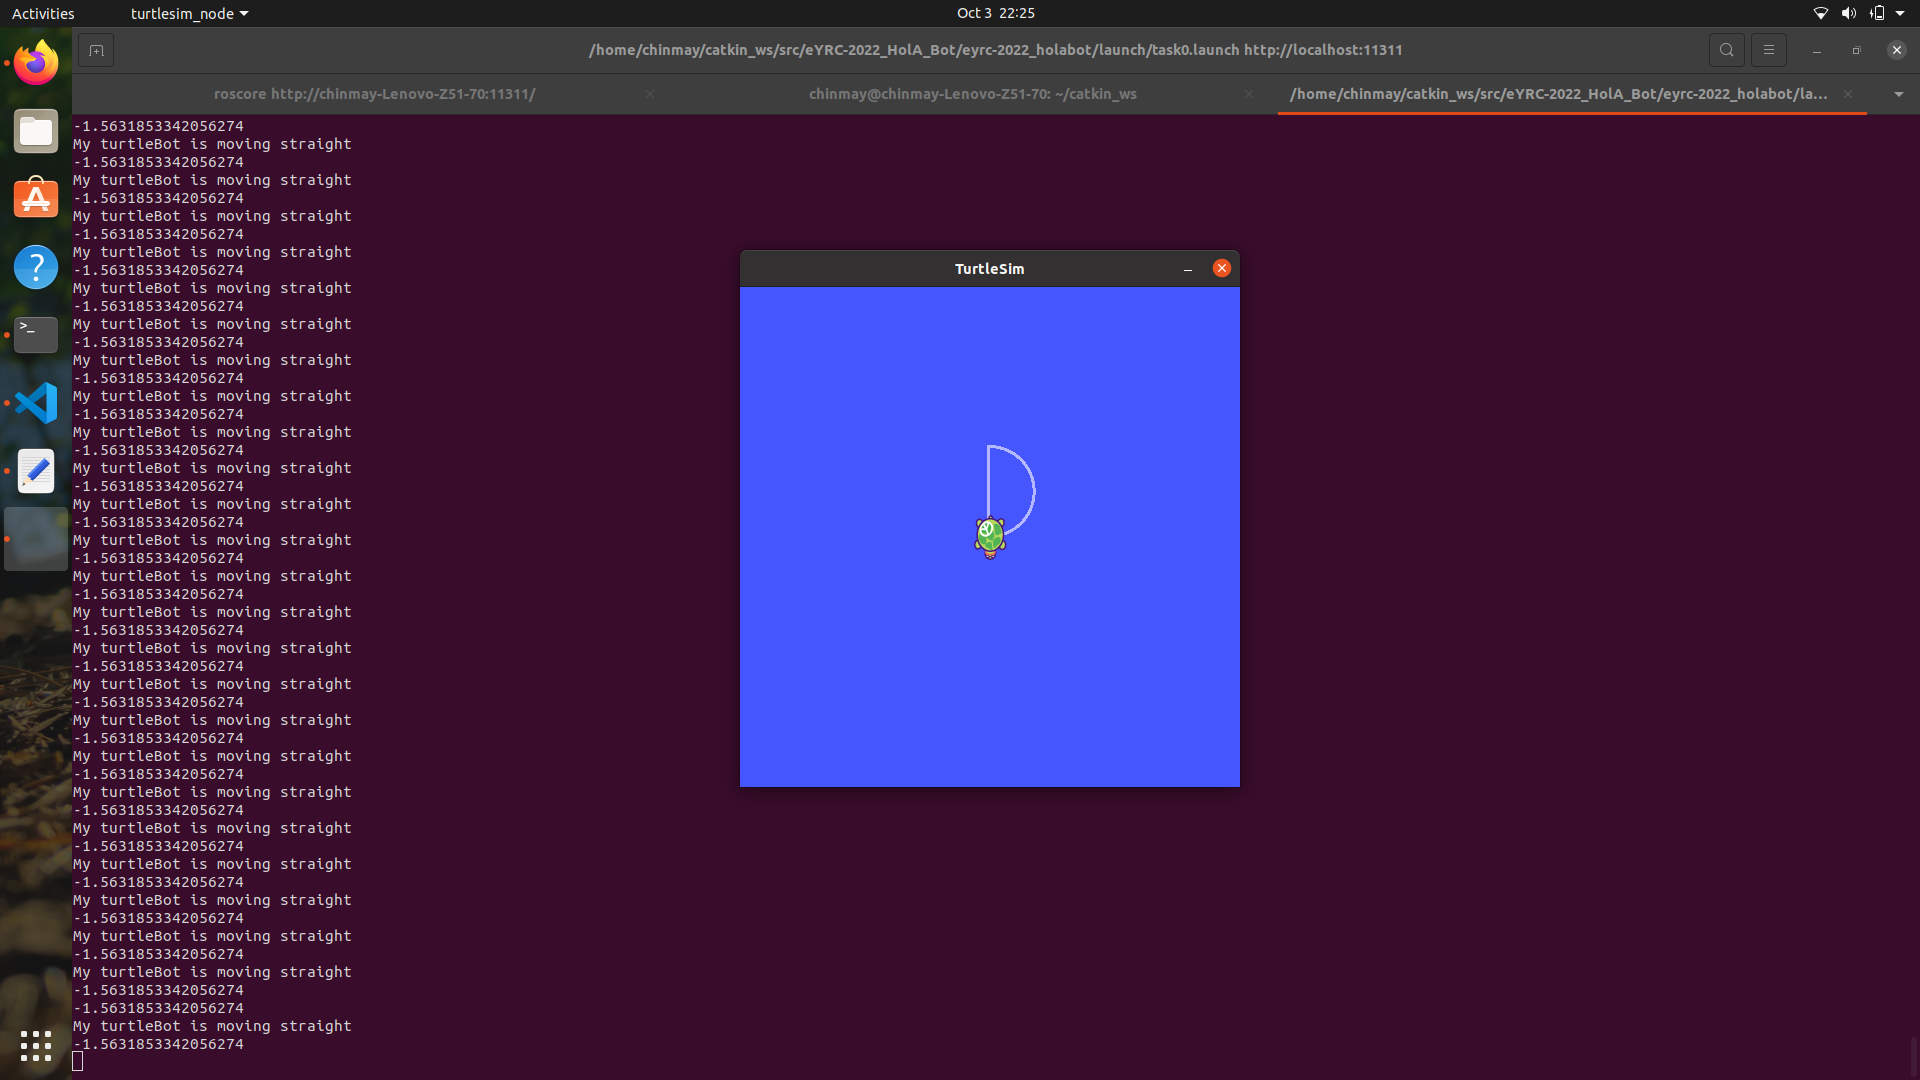 Activities
turtlesim_node
Oct 3 22:25
/home/chinmay/catkin_ws/src/eYRC-2022_HolA_Bot/eyrc-2022_holabot/launch/task0.launch http://localhost:11311
roscore http://chinmay-Lenovo-Z51-70:11311/
chinmay@chinmay-Lenovo-Z51-70: ~/catkin_ws
/home/chinmay/catkin_ws/src/eYRC-2022_HolA_Bot/eyrc-2022_holabot/la...
-1.5631853342056274
My turtleBot is moving straight
-1.5631853342056274
My turtleBot is moving straight
-1.5631853342056274
My turtleBot is moving straight
-1.5631853342056274
My turtleBot is moving straight
-1.5631853342056274
My turtleBot is moving straight
-1.5631853342056274
My turtleBot is moving straight
-1.5631853342056274
My turtleBot is moving straight
-1.5631853342056274
My turtleBot is moving straight
-1.5631853342056274
My turtleBot is moving straight
-1.5631853342056274
My turtleBot is moving straight
-1.5631853342056274
My turtleBot is moving straight
-1.5631853342056274
My turtleBot is moving straight
-1.5631853342056274
My turtleBot is moving straight
-1.5631853342056274
My turtleBot is moving straight
-1.5631853342056274
My turtleBot is moving straight
-1.5631853342056274
My turtleBot is moving straight
-1.5631853342056274
My turtleBot is moving straight
-1.5631853342056274
My turtleBot is moving straight
-1.5631853342056274
My turtleBot is moving straight
-1.5631853342056274
My turtleBot is moving straight
-1.5631853342056274
My turtleBot is moving straight
-1.5631853342056274
My turtleBot is moving straight
-1.5631853342056274
My turtleBot is moving straight
-1.5631853342056274
My turtleBot is moving straight
-1.5631853342056274
-1.5631853342056274
My turtleBot is moving straight
-1.5631853342056274
TurtleSim